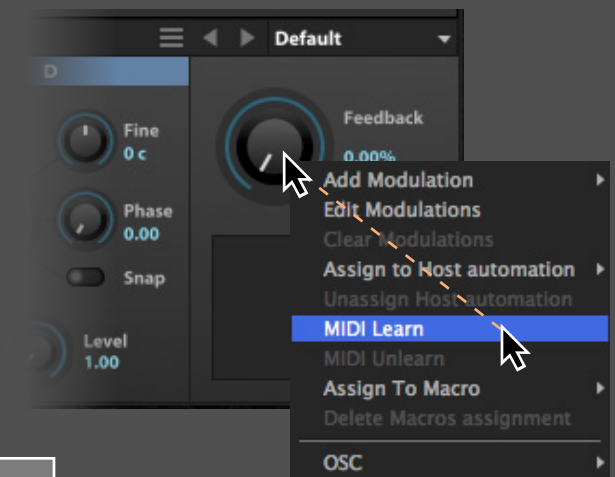 Default
D
Fine
0 c
Feedback
0.00%
Phase
0.00
Snap
Level
1.00
Add Modulation
Edit Modulations
Clear Modulations
Assign to Host automation
Unassign Host automation
MIDI Learn
MIDI Unlearn
Assign To Macro
Delete Macros assignment
OSC